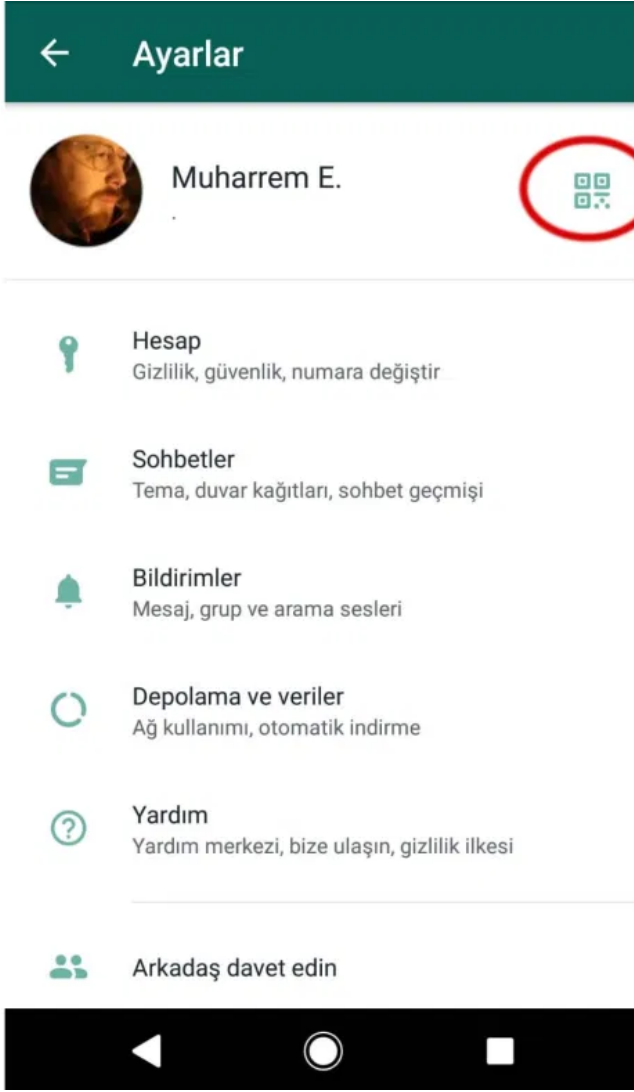 Ayarlar
Muharrem E.
.
Hesap
Gizlilik, güvenlik, numara değiştir
Sohbetler
Tema, duvar kağıtları, sohbet geçmişi
Bildirimler
Mesaj, grup ve arama sesleri
Depolama ve veriler
Ağ kullanımı, otomatik indirme
Yardım
Yardım merkezi, bize ulaşın, gizlilik ilkesi
Arkadaş davet edin